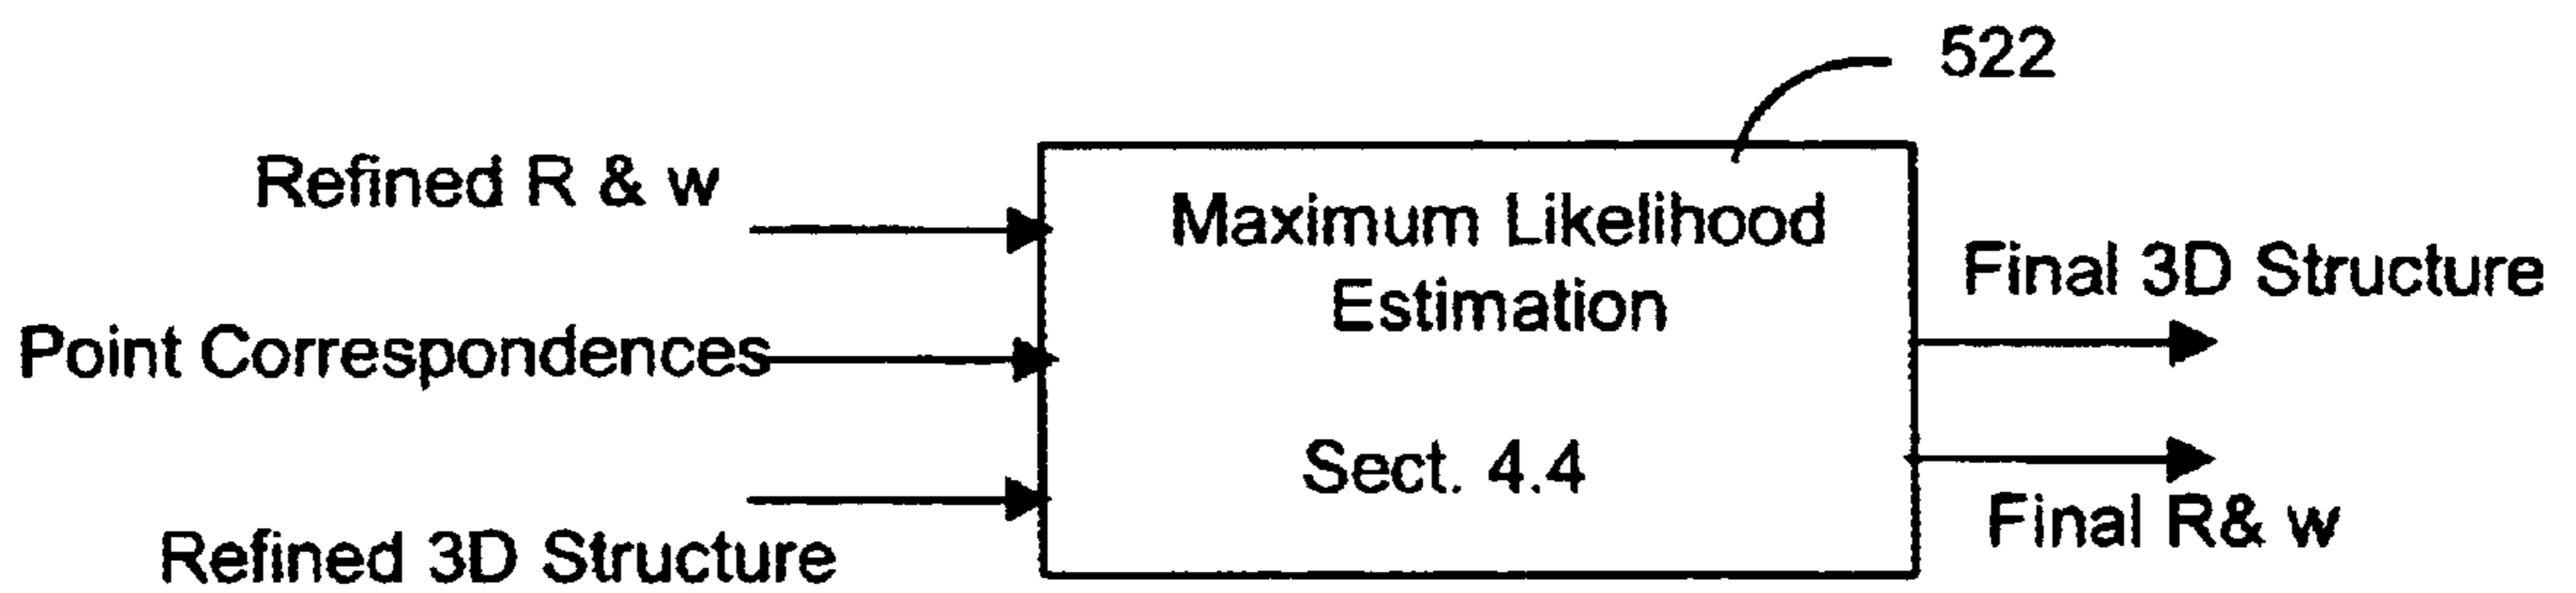 522
Refined R & w
Maximum Likelihood
Estimation
Final 3D Structure
Point Correspondences
Sect. 4.4
Final R& w
Refined 3D Structure